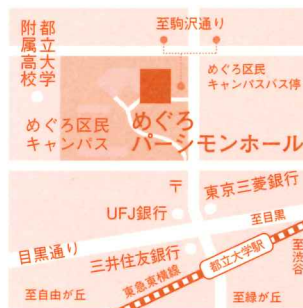 至駒沢通り
都立大学
附属高校
めぐろ区民
キャンパスバス停
めぐろ区民
キャンパス
めぐろ
パーシモンホール
〒
東京三菱銀行
UFJ銀行
至目黒
目黒通り
三井住友銀行
都立大学駅
至渋谷
東急東横線
至自由が丘
至緑が丘